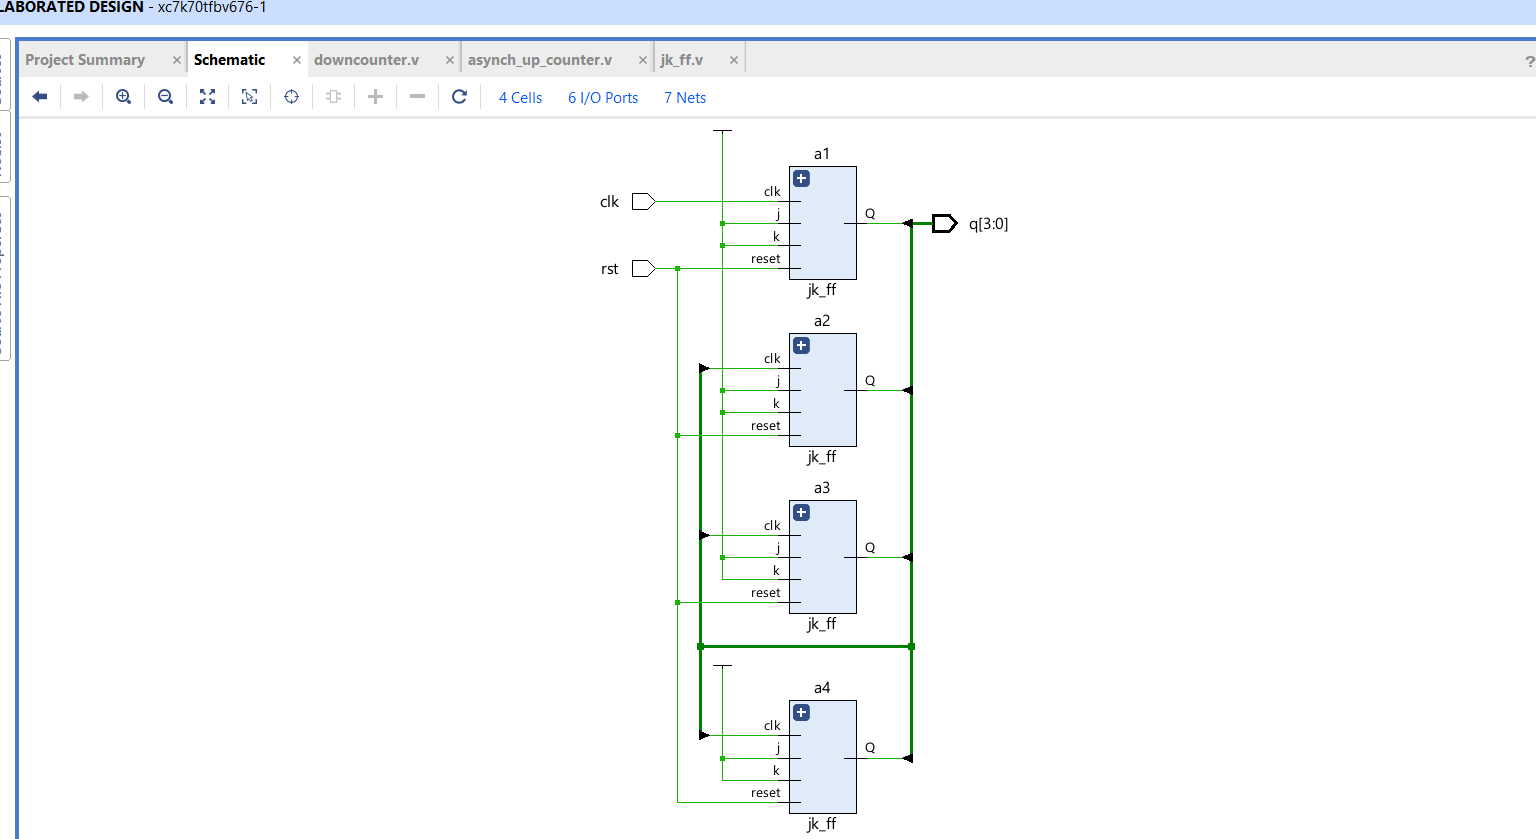 LABORATED DESIGN - xc7k70tfbv676-1
Project Summary × Schematic × downcounter.v × asynch_up_counter.v × jk_ff.v × ?
4 Cells 6 I/O Ports 7 Nets
a1
clk
clk
j
Q
q[3:0]
k
rst
reset
jk_ff
a2
clk
j
Q
k
reset
jk_ff
a3
clk
j
Q
k
reset
jk_ff
a4
clk
j
Q
k
reset
jk_ff